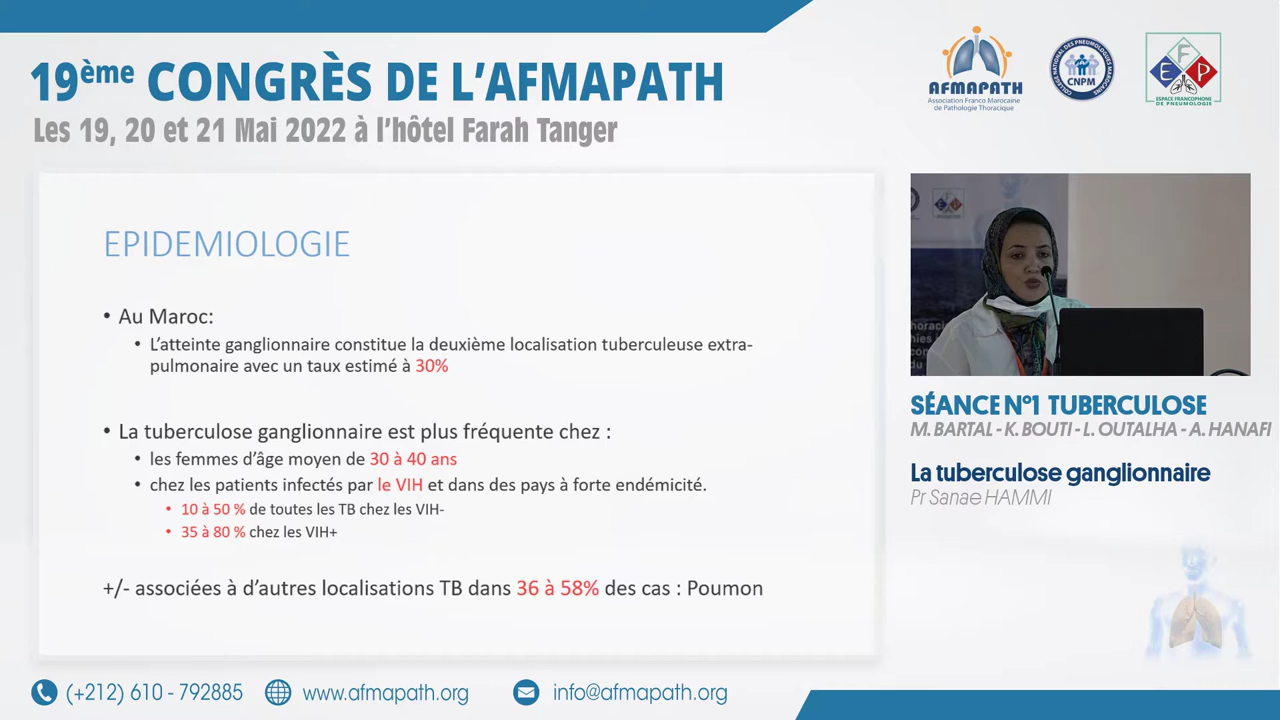 19ème CONGRÈS DE L'AFMAPATH
Les 19, 20 et 21 Mai 2022 à l'hôtel Farah Tanger
AFMAPATH
Association Franco Marocaine
de Pathologie Thoracique
COLLÈGE NATIONAL DES PNEUMOLOGUES MAROCAINS
CNPM
EFP
ESPACE FRANCOPHONE
DE PNEUMOLOGIE
EPIDEMIOLOGIE
• Au Maroc:
• L'atteinte ganglionnaire constitue la deuxième localisation tuberculeuse extra-
pulmonaire avec un taux estimé à 30%
• La tuberculose ganglionnaire est plus fréquente chez :
• les femmes d'âge moyen de 30 à 40 ans
• chez les patients infectés par le VIH et dans des pays à forte endémicité.
• 10 à 50 % de toutes les TB chez les VIH-
• 35 à 80 % chez les VIH+
+/- associées à d'autres localisations TB dans 36 à 58% des cas : Poumon
SÉANCE N°1 TUBERCULOSE
M. BARTAL - K. BOUTI - L. OUTALHA - A. HANAFI
La tuberculose ganglionnaire
Pr Sanae HAMMI
(+212) 610 - 792885
www.afmapath.org
info@afmapath.org